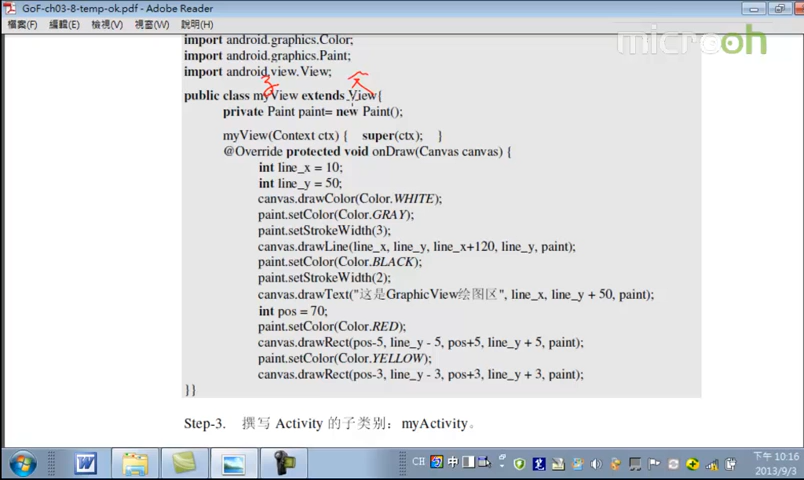 GoF-ch03-8-temp-ok.pdf - Adobe Reader
檔案(F) 編輯(E) 檢視(V) 視窗(W) 說明(H)
microoh
import android.graphics.Color;
import android.graphics.Paint;
import android.view.View;
子 父
public class myView extends View{
private Paint paint= new Paint();
myView(Context ctx) { super(ctx); }
@Override protected void onDraw(Canvas canvas) {
int line_x = 10;
int line_y = 50;
canvas.drawColor(Color.WHITE);
paint.setColor(Color.GRAY);
paint.setStrokeWidth(3);
canvas.drawLine(line_x, line_y, line_x+120, line_y, paint);
paint.setColor(Color.BLACK);
paint.setStrokeWidth(2);
canvas.drawText("这是GraphicView绘图区", line_x, line_y + 50, paint);
int pos = 70;
paint.setColor(Color.RED);
canvas.drawRect(pos-5, line_y - 5, pos+5, line_y + 5, paint);
paint.setColor(Color.YELLOW);
canvas.drawRect(pos-3, line_y - 3, pos+3, line_y + 3, paint);
}}
Step-3. 撰写 Activity 的子类别：myActivity。
CH 中
下午 10:16
2013/9/3